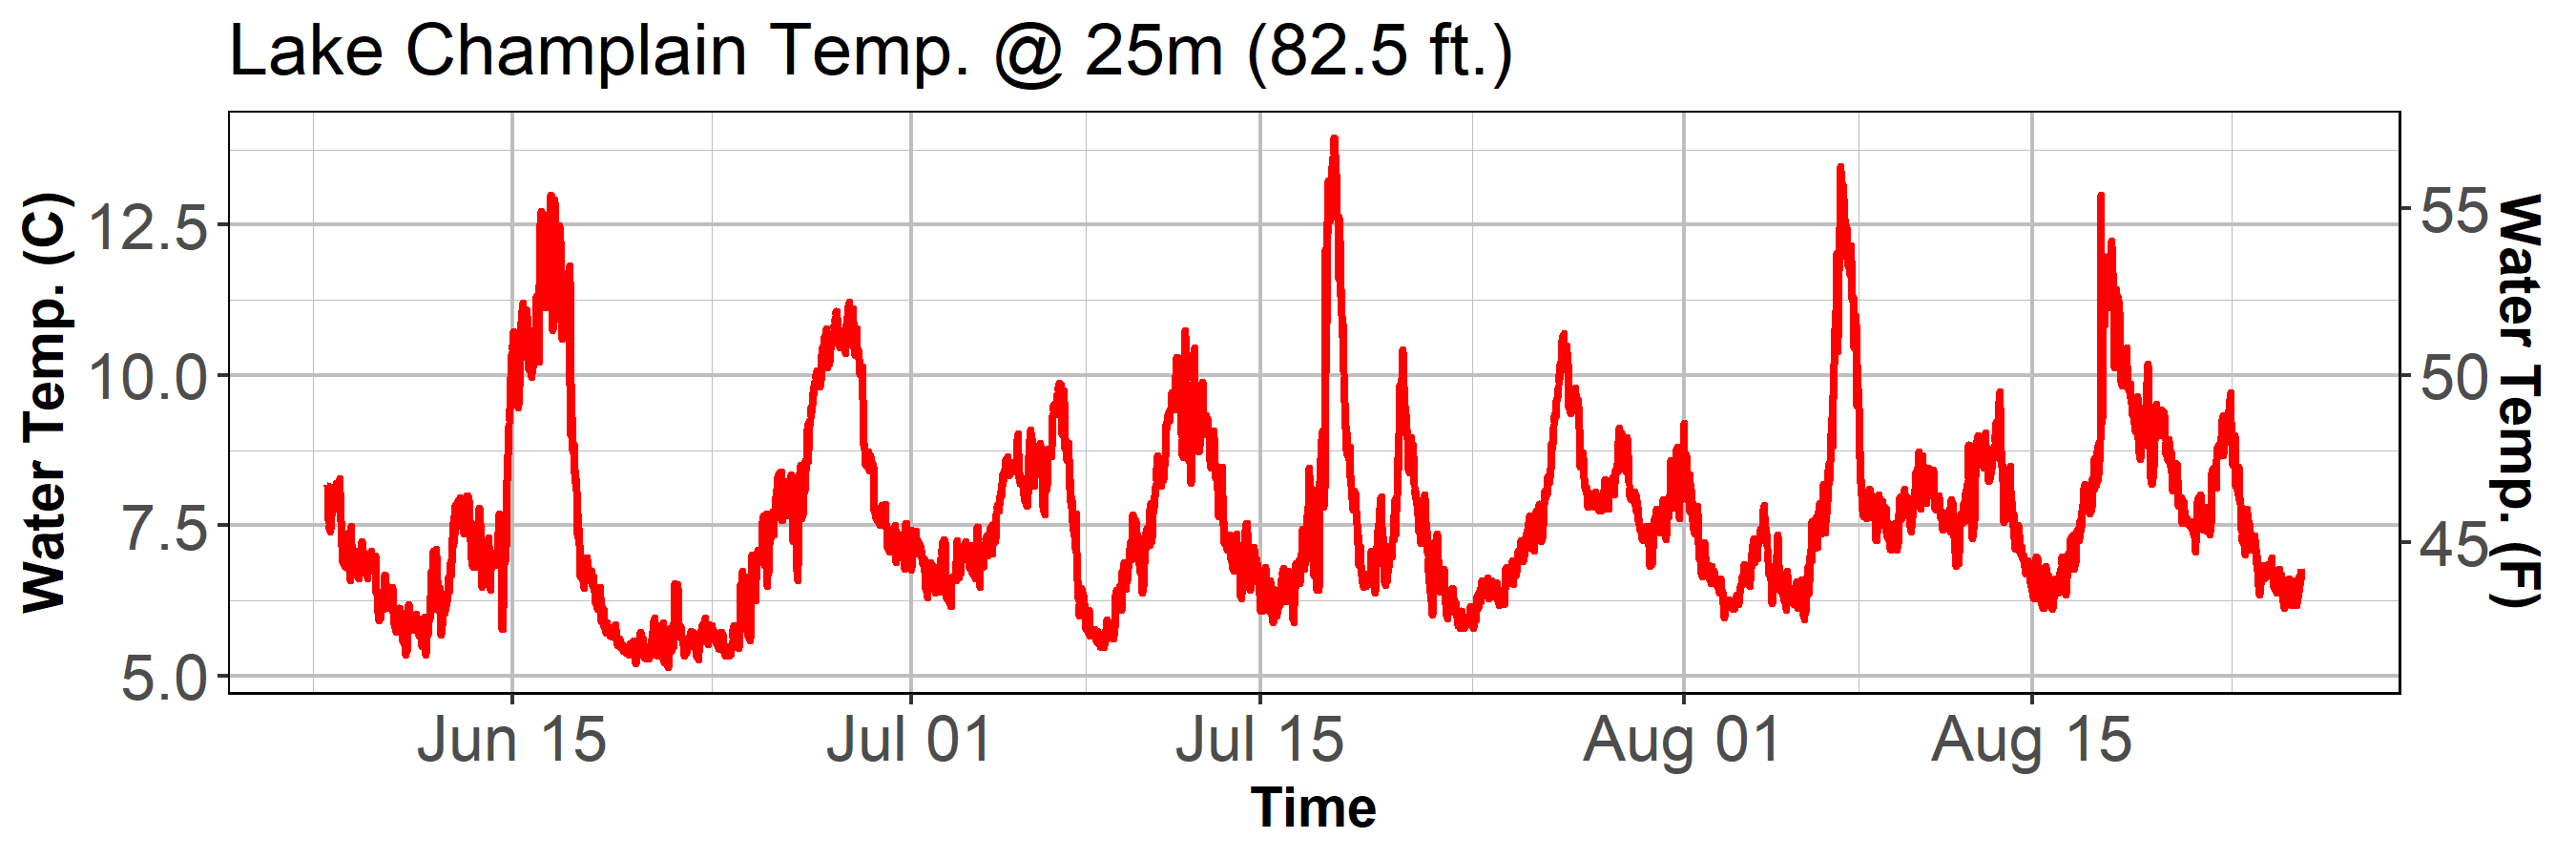 Lake Champlain Temp. @ 25m (82.5 ft.)
Water Temp. (C)
12.5
10.0
7.5
5.0
55
50
45
Water Temp. (F)
Jun 15
Jul 01
Jul 15
Aug 01
Aug 15
Time